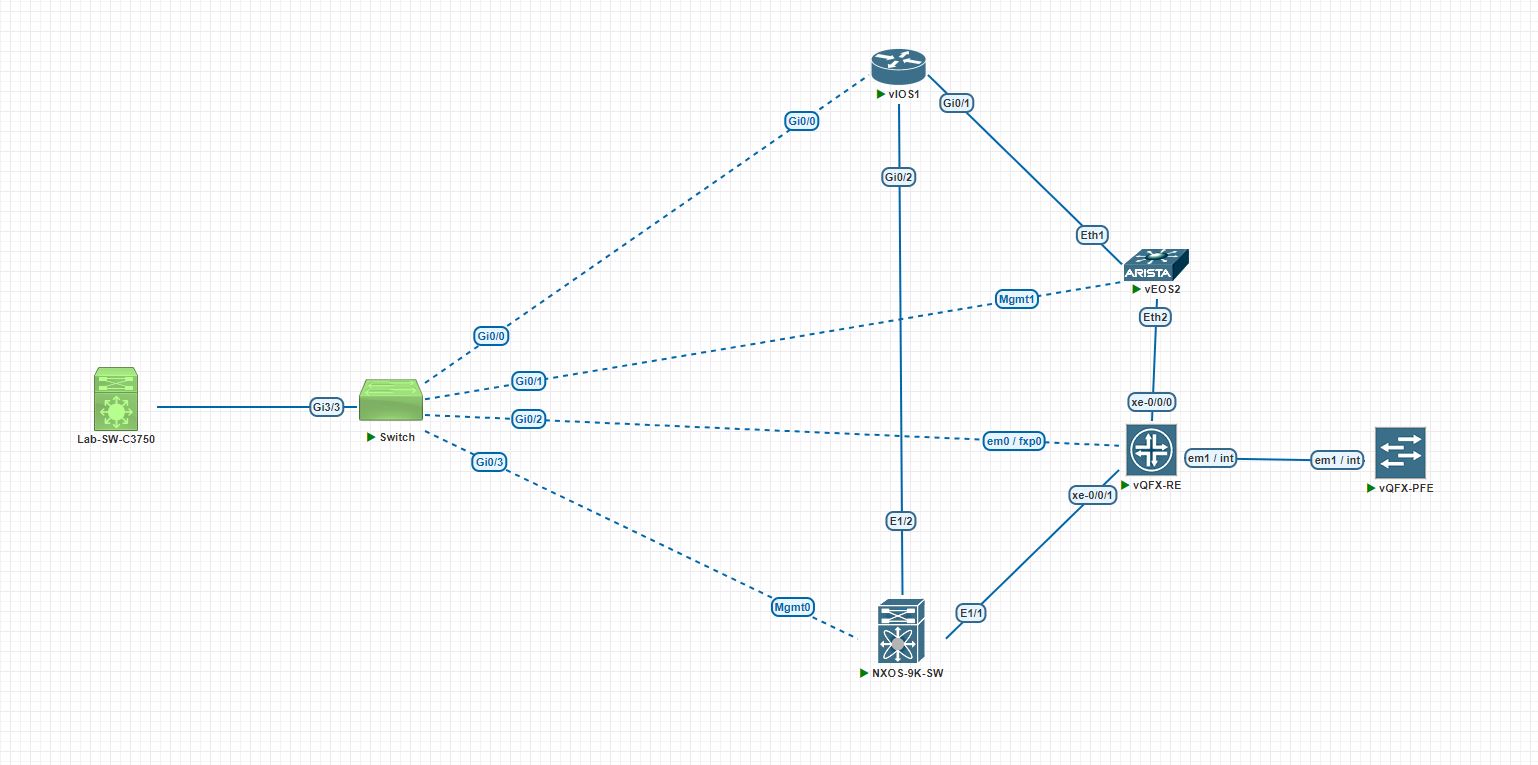 vIOS1
Gi0/1
Gi0/0
Gi0/2
Eth1
ARISTA
vEOS2
Mgmt1
Eth2
Gi0/0
Gi0/1
xe-0/0/0
Gi3/3
Gi0/2
Lab-SW-C3750
Switch
em0 / fxp0
em1 / int
em1 / int
Gi0/3
vQFX-RE
vQFX-PFE
xe-0/0/1
E1/2
Mgmt0
E1/1
NXOS-9K-SW